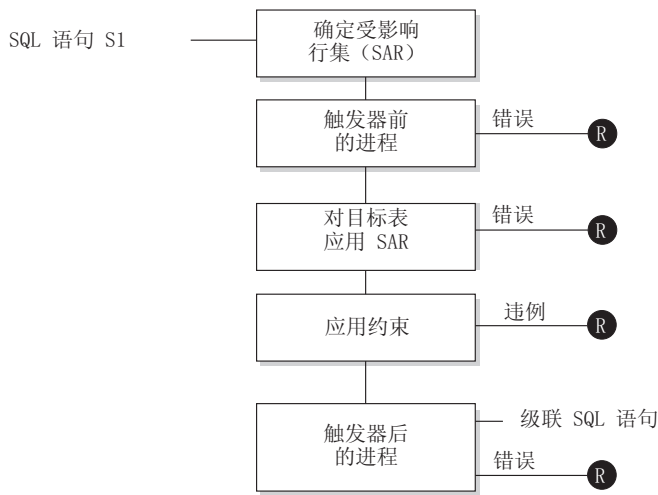 SQL 语句 S1
确定受影响
行集（SAR）
触发器前
的进程
错误
R
对目标表
应用 SAR
错误
R
应用约束
违例
R
触发器后
的进程
级联 SQL 语句
错误
R